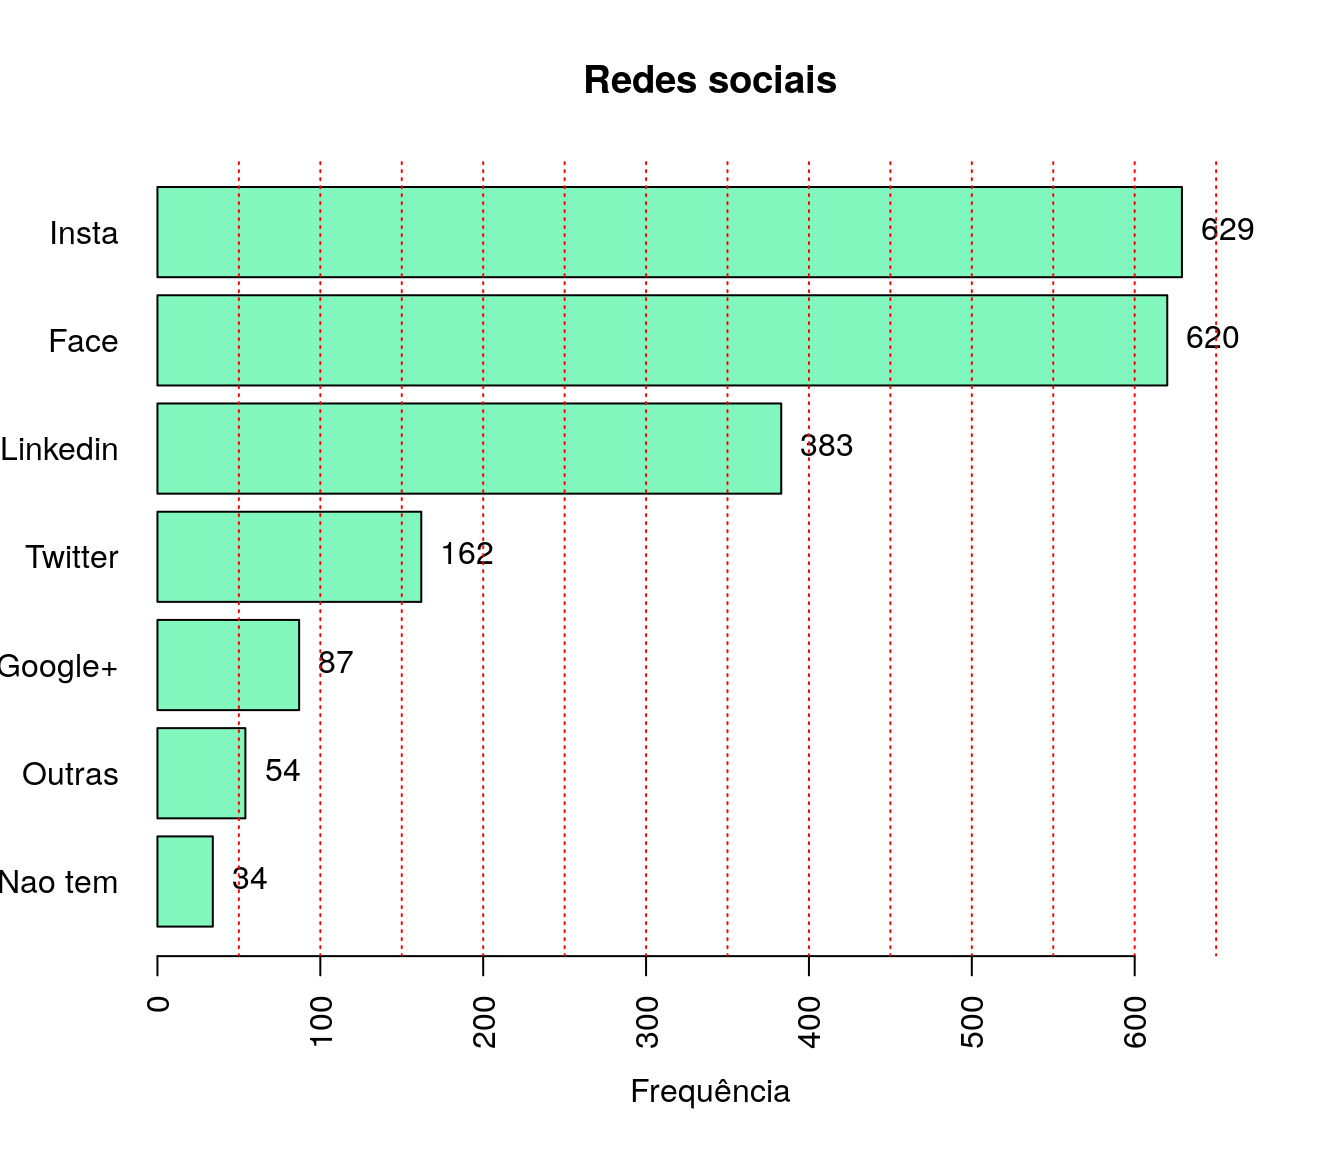 Redes sociais
Insta 629
Face 620
Linkedin 383
Twitter 162
Google+ 87
Outras 54
Nao tem 34
0 100 200 300 400 500 600
Frequência